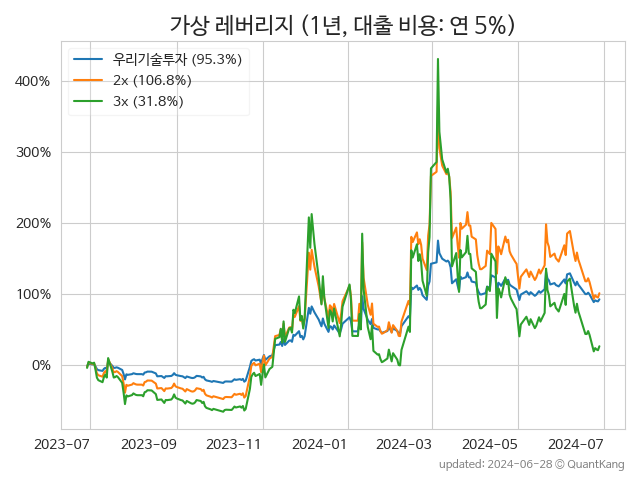 가상 레버리지 (1년, 대출 비용: 연 5%)
우리기술투자 (95.3%)
2x (106.8%)
3x (31.8%)
400%
300%
200%
100%
0%
2023-07 2023-09 2023-11 2024-01 2024-03 2024-05 2024-07
updated: 2024-06-28 © QuantKang